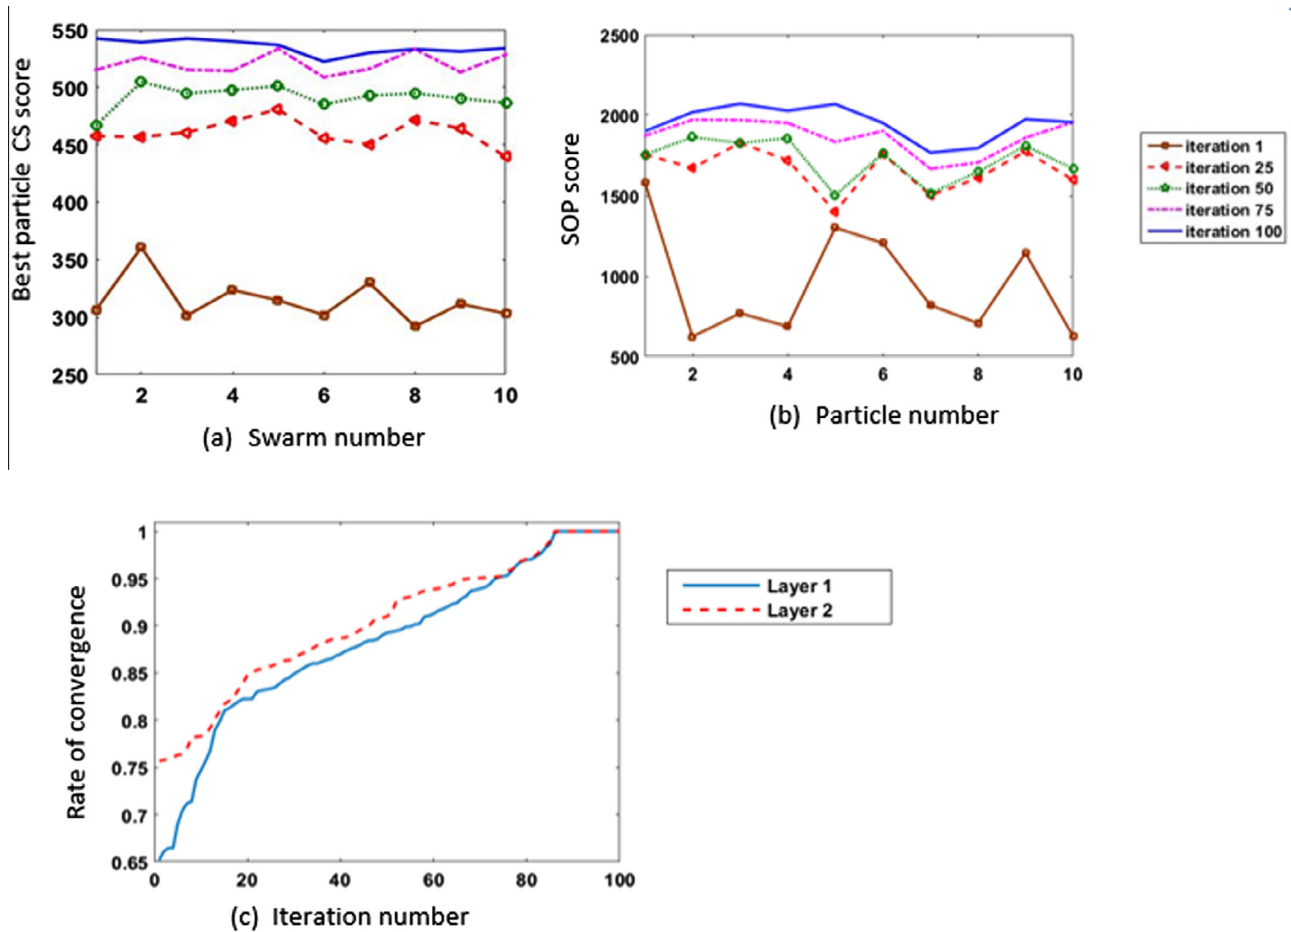 550
500
450
400
350
300
250
2 4 6 8 10
Best particle CS score
(a) Swarm number
2500
2000
1500
1000
500
2 4 6 8 10
SOP score
(b) Particle number
iteration 1
iteration 25
iteration 50
iteration 75
iteration 100
1
0.95
0.9
0.85
0.8
0.75
0.7
0.65
0 20 40 60 80 100
Rate of convergence
(c) Iteration number
Layer 1
Layer 2